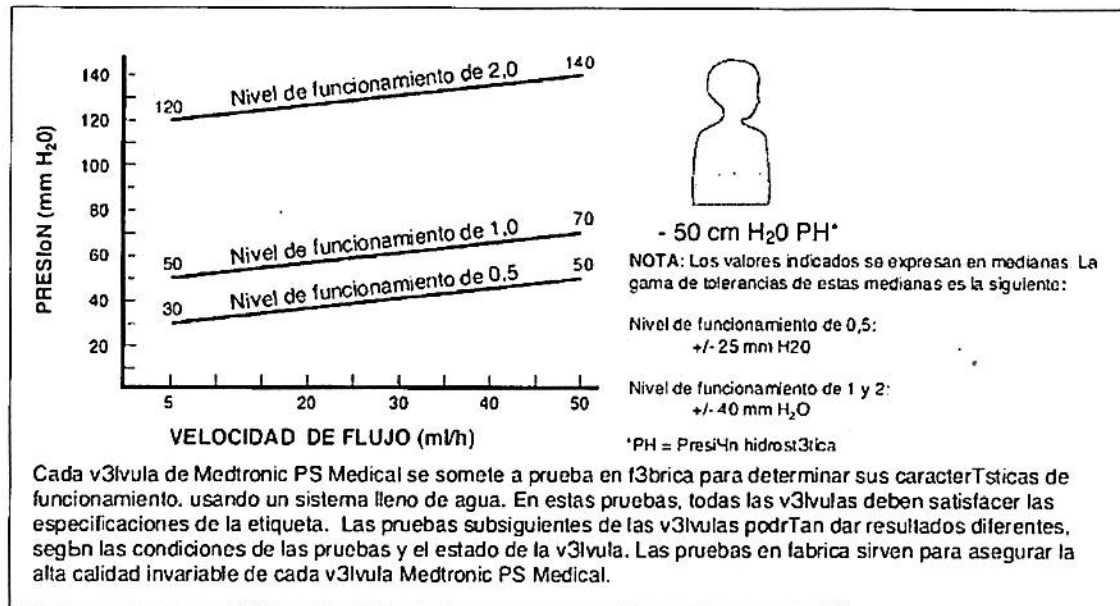 140
120
100
80
60
40
20
PRESIoN (mm H20)
Nivel de funcionamiento de 2,0
120
140
Nivel de funcionamiento de 1,0
50
70
Nivel de funcionamiento de 0,5
30
50
5
20
30
40
50
VELOCIDAD DE FLUJO (ml/h)
- 50 cm H20 PH*
NOTA: Los valores indicados se expresan en medianas. La
gama de tolerancias de estas medianas es la siguiente:
Nivel de funcionamiento de 0,5:
+/- 25 mm H20
Nivel de funcionamiento de 1 y 2:
+/- 40 mm H2O
*PH = Presi4n hidrost3tica
Cada v3lvula de Medtronic PS Medical se somete a prueba en f3brica para determinar sus caracterTsticas de
funcionamiento. usando un sistema lleno de agua. En estas pruebas, todas las v3lvulas deben satisfacer las
especificaciones de la etiqueta. Las pruebas subsiguientes de las v3lvulas podrTan dar resultados diferentes,
segbn las condiciones de las pruebas y el estado de la v3lvula. Las pruebas en fabrica sirven para asegurar la
alta calidad invariable de cada v3lvula Medtronic PS Medical.